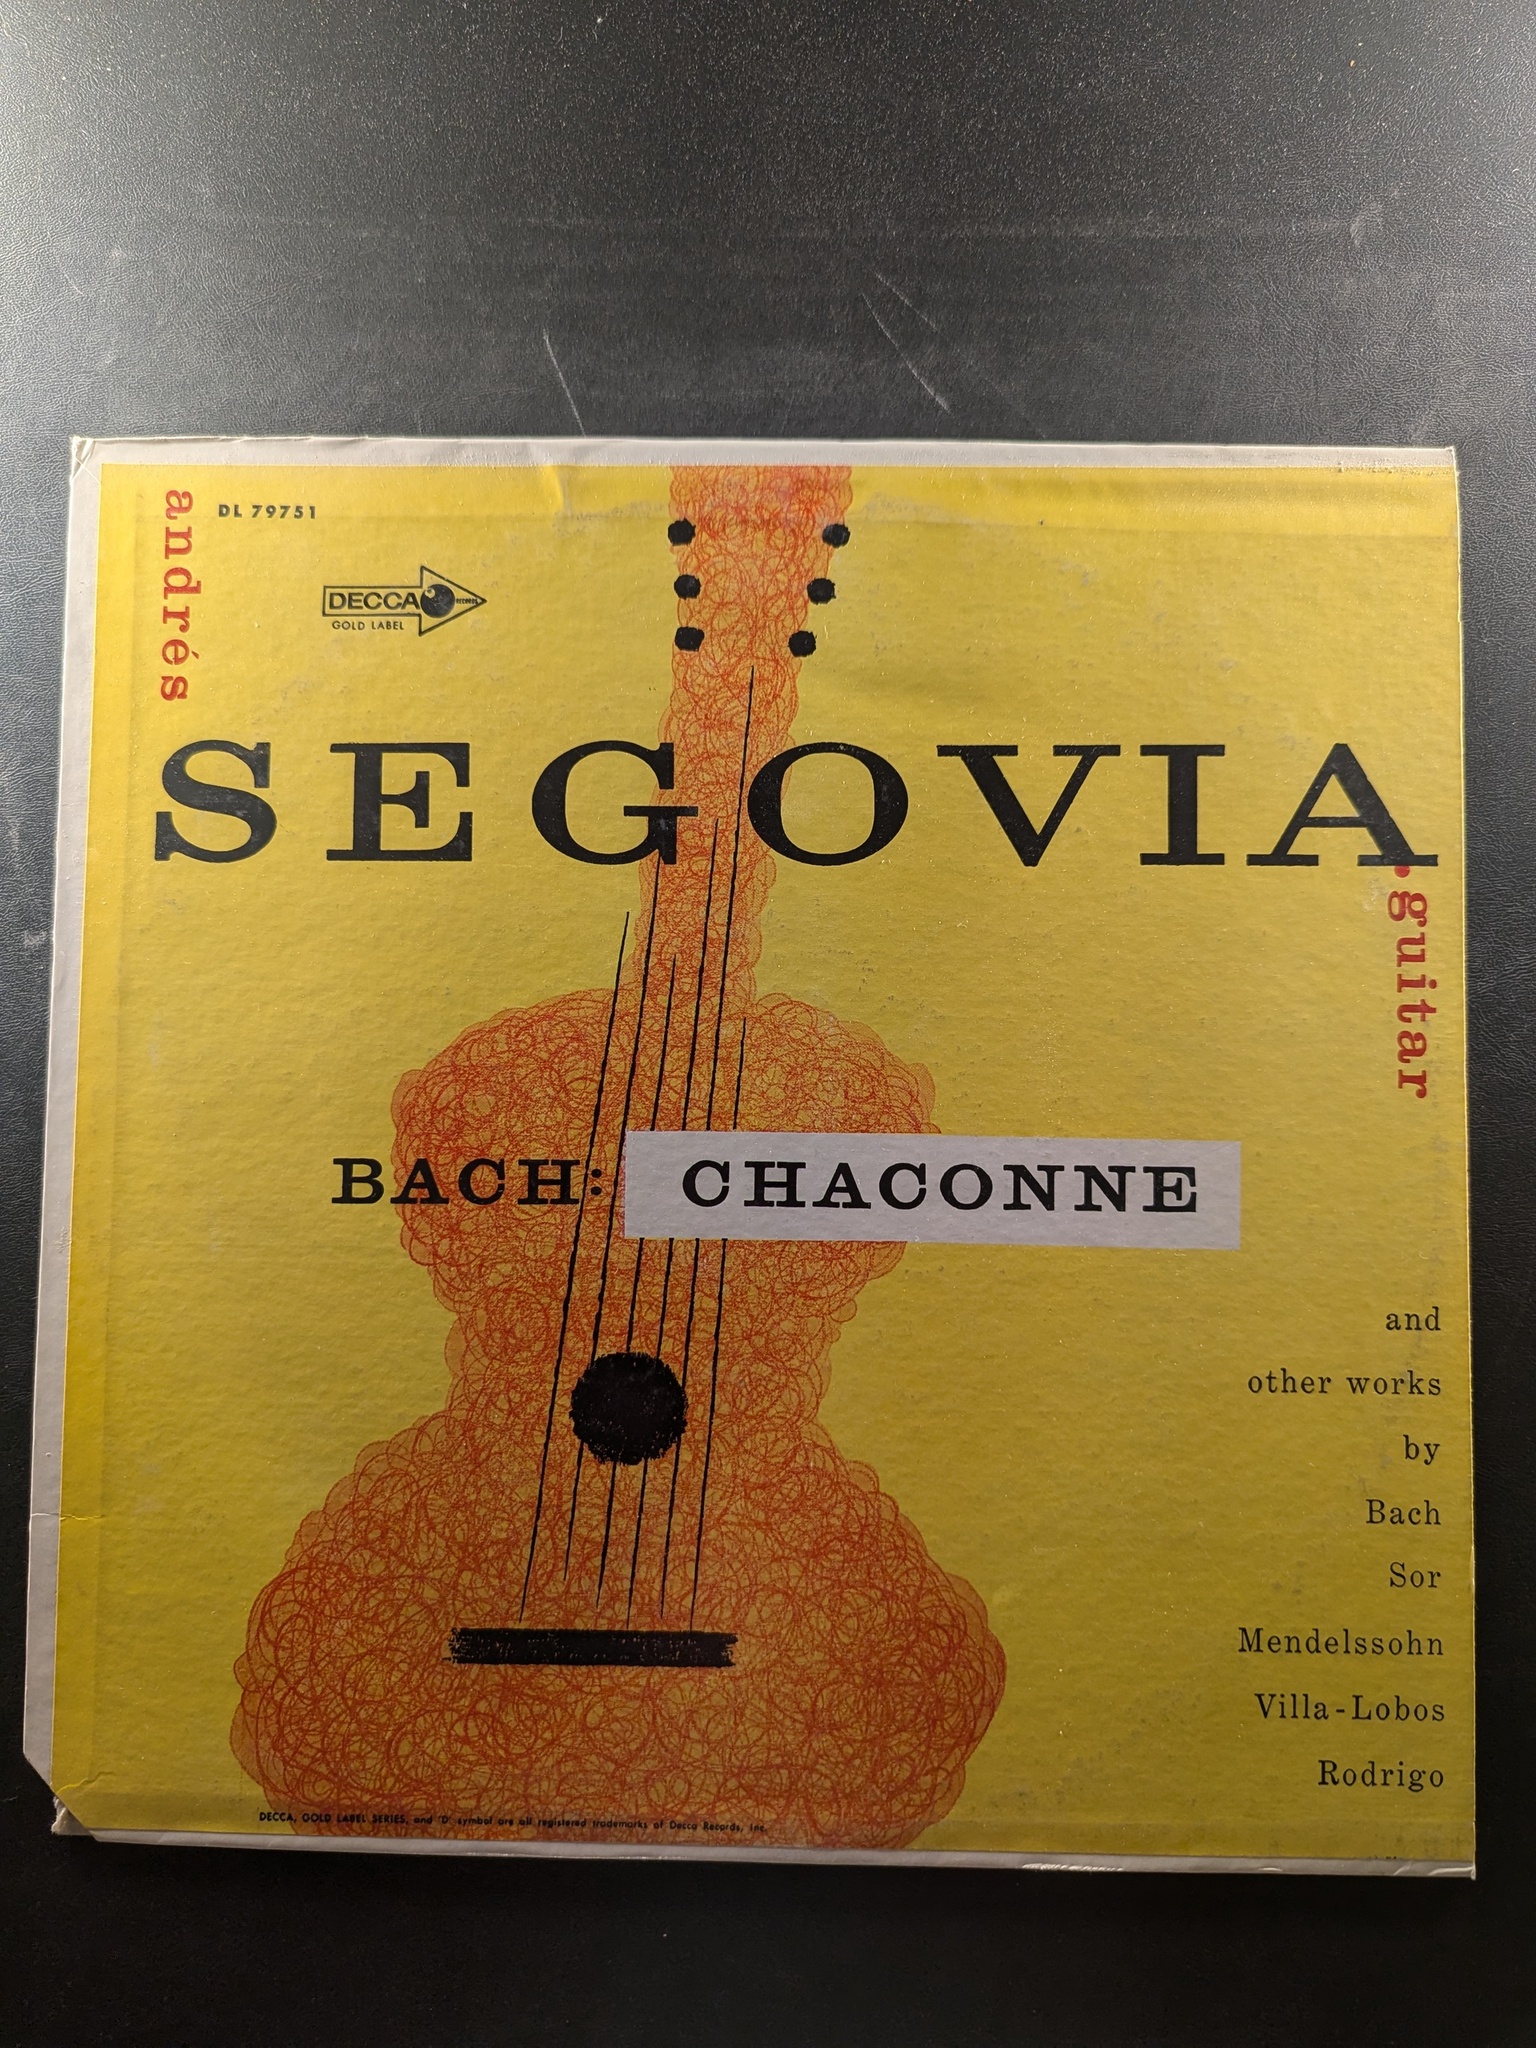 andrés
DL 79751
DECCA records
GOLD LABEL
SEGOVIA
•guitar
BACH: CHACONNE
and
other works
by
Bach
Sor
Mendelssohn
Villa-Lobos
Rodrigo
DECCA, GOLD LABEL SERIES, and 'D' symbol are all registered trademarks of Decca Records, Inc.